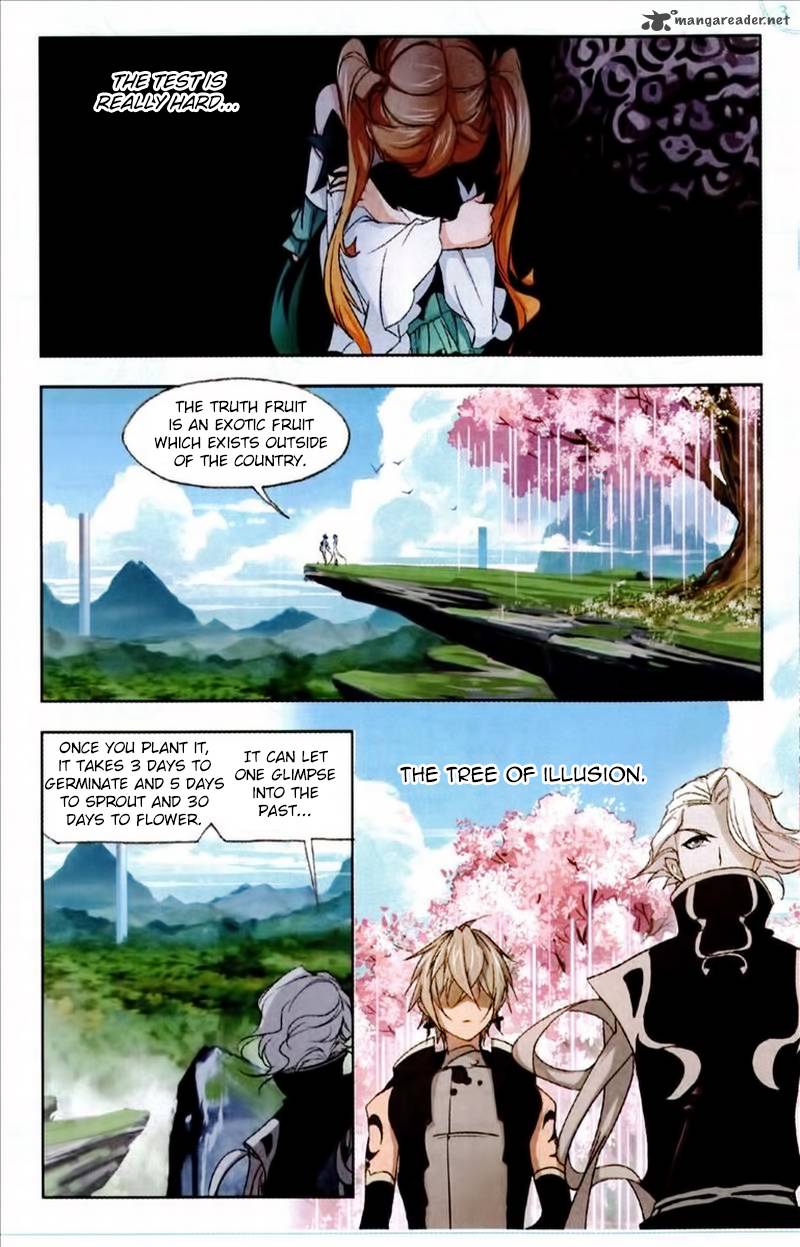 mangareader.net
3
THE TEST IS
REALLY HARD...
THE TRUTH FRUIT
IS AN EXOTIC FRUIT
WHICH EXISTS OUTSIDE
OF THE COUNTRY.
ONCE YOU PLANT IT,
IT TAKES 3 DAYS TO
GERMINATE AND 5 DAYS
TO SPROUT AND 30
DAYS TO FLOWER.
IT CAN LET
ONE GLIMPSE
INTO THE
PAST...
THE TREE OF ILLUSION.